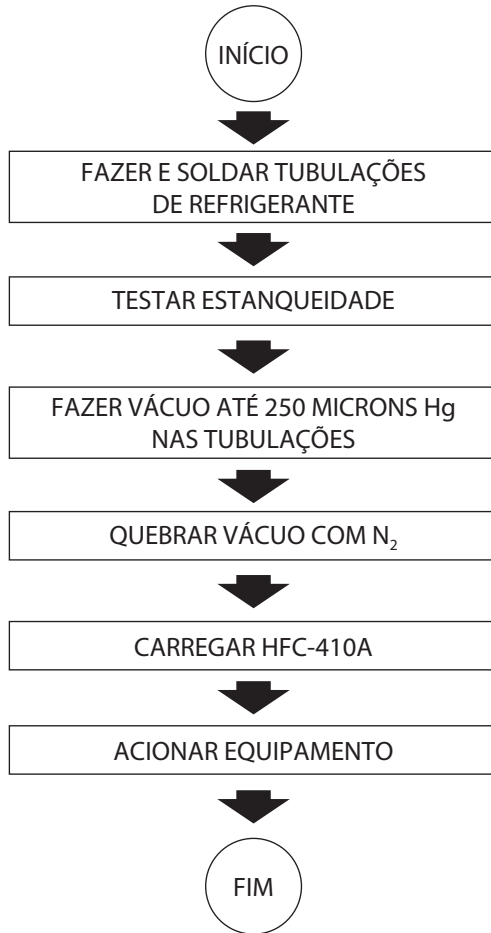 INÍCIO
FAZER E SOLDAR TUBULAÇÕES
DE REFRIGERANTE
TESTAR ESTANQUEIDADE
FAZER VÁCUO ATÉ 250 MICRONS Hg
NAS TUBULAÇÕES
QUEBRAR VÁCUO COM N₂
CARREGAR HFC-410A
ACIONAR EQUIPAMENTO
FIM